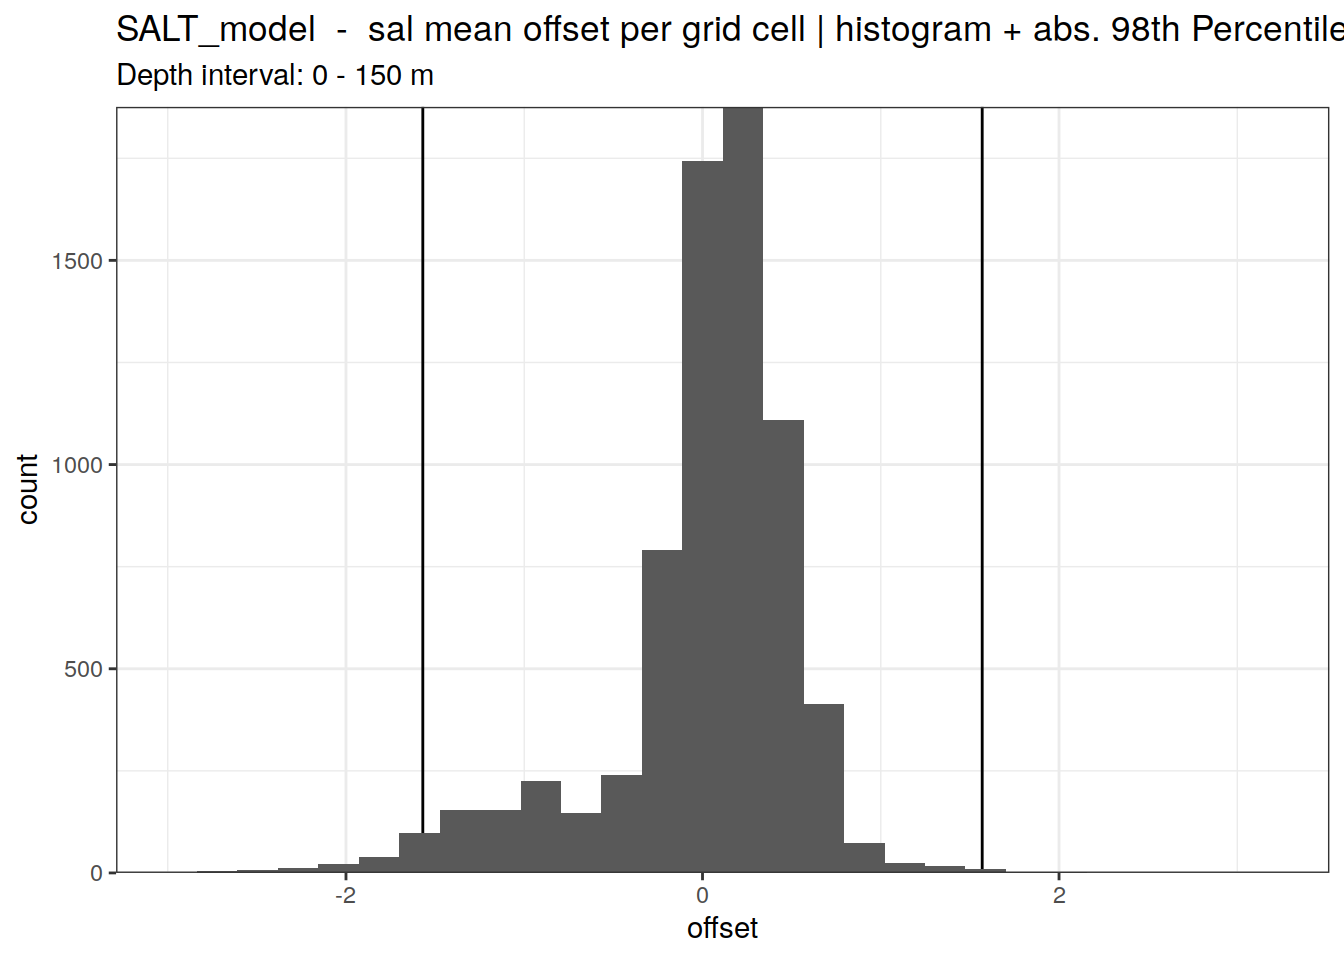 SALT_model  -  sal mean offset per grid cell | histogram + abs. 98th Percentile
Depth interval: 0 - 150 m
1500
1000
500
0
count
-2 0 2
offset